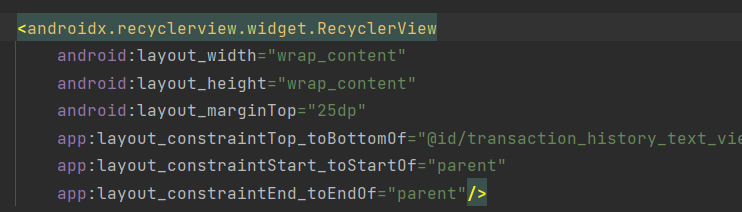 <androidx.recyclerview.widget.RecyclerView
android:layout_width="wrap_content"
android:layout_height="wrap_content"
android:layout_marginTop="25dp"
app:layout_constraintTop_toBottomOf="@id/transaction_history_text_vie
app:layout_constraintStart_toStartOf="parent"
app:layout_constraintEnd_toEndOf="parent"/>